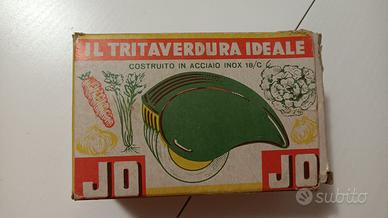 IL TRITAVERDURA IDEALE
COSTRUITO IN ACCIAIO INOX 18/C
JO
JO
subito